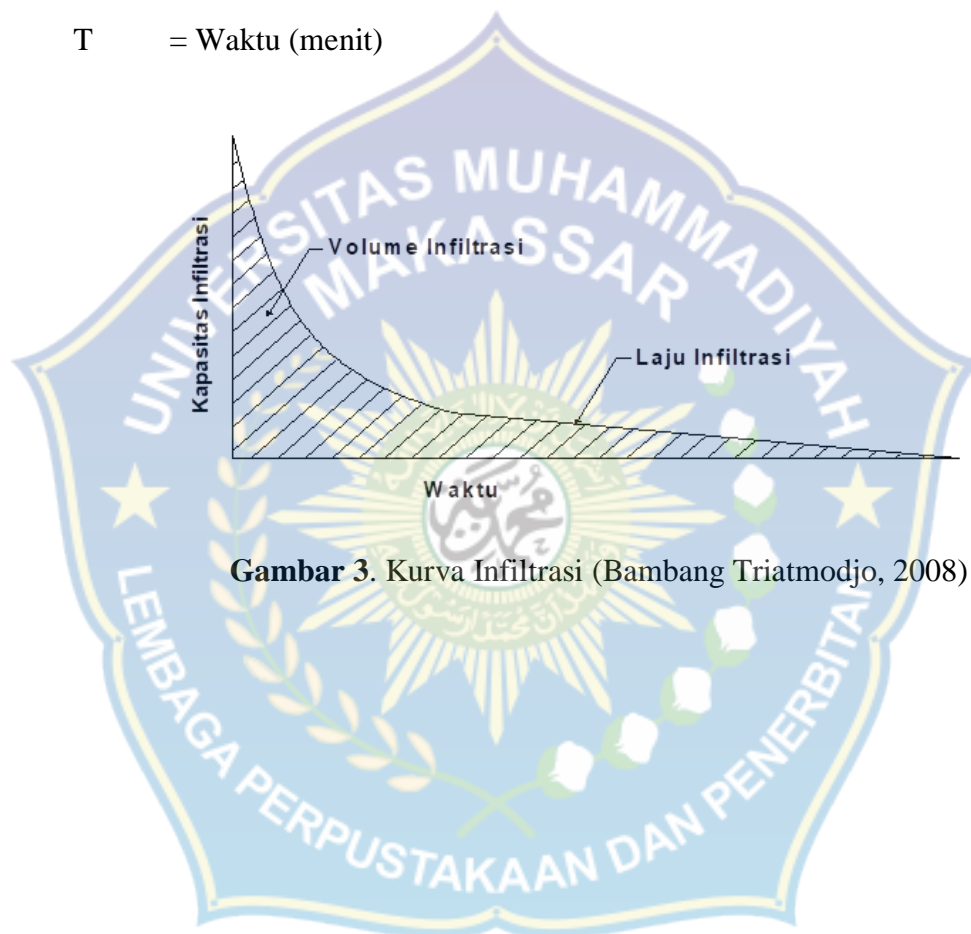 T = Waktu (menit)
UNIVERSITAS MUHAMMADIYAH
MAKASSAR
Kapasitas Infiltrasi
Volume Infiltrasi
Laju Infiltrasi
Waktu
Gambar 3. Kurva Infiltrasi (Bambang Triatmodjo, 2008)
LEMBAGA PERPUSTAKAAN DAN PENERBITAN